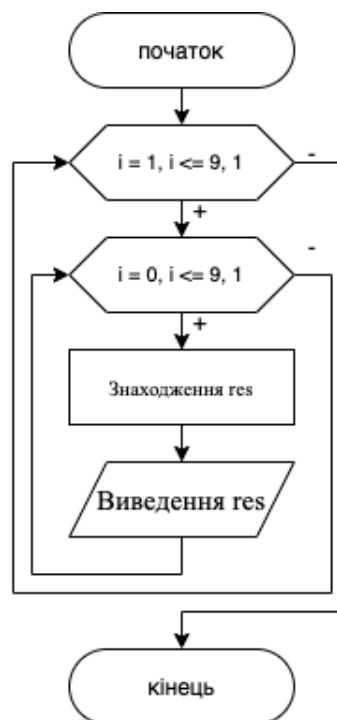 початок
i = 1, i <= 9, 1
-
+
i = 0, i <= 9, 1
-
+
Знаходження res
Виведення res
кінець